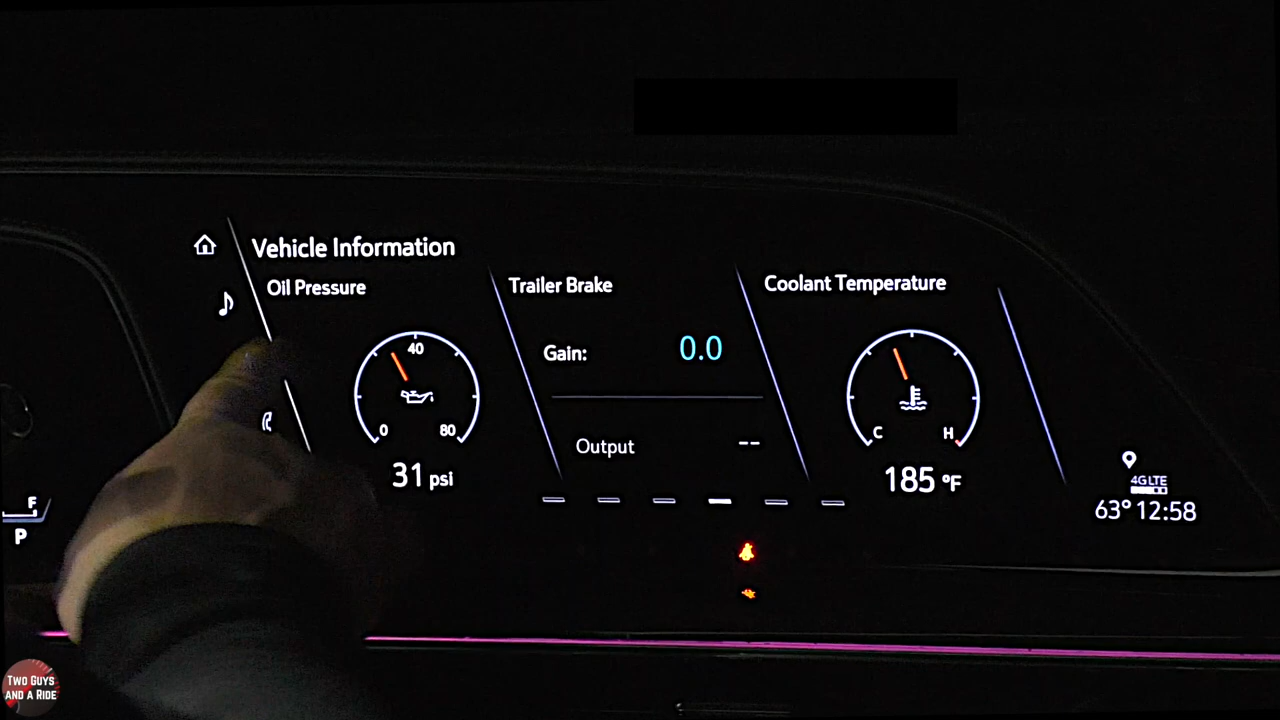 Vehicle Information
Oil Pressure
40
0
80
31 psi
Trailer Brake
Gain: 0.0
Output --
Coolant Temperature
C
H
185 °F
4G LTE
63° 12:58
F
P
TWO GUYS
AND A RIDE